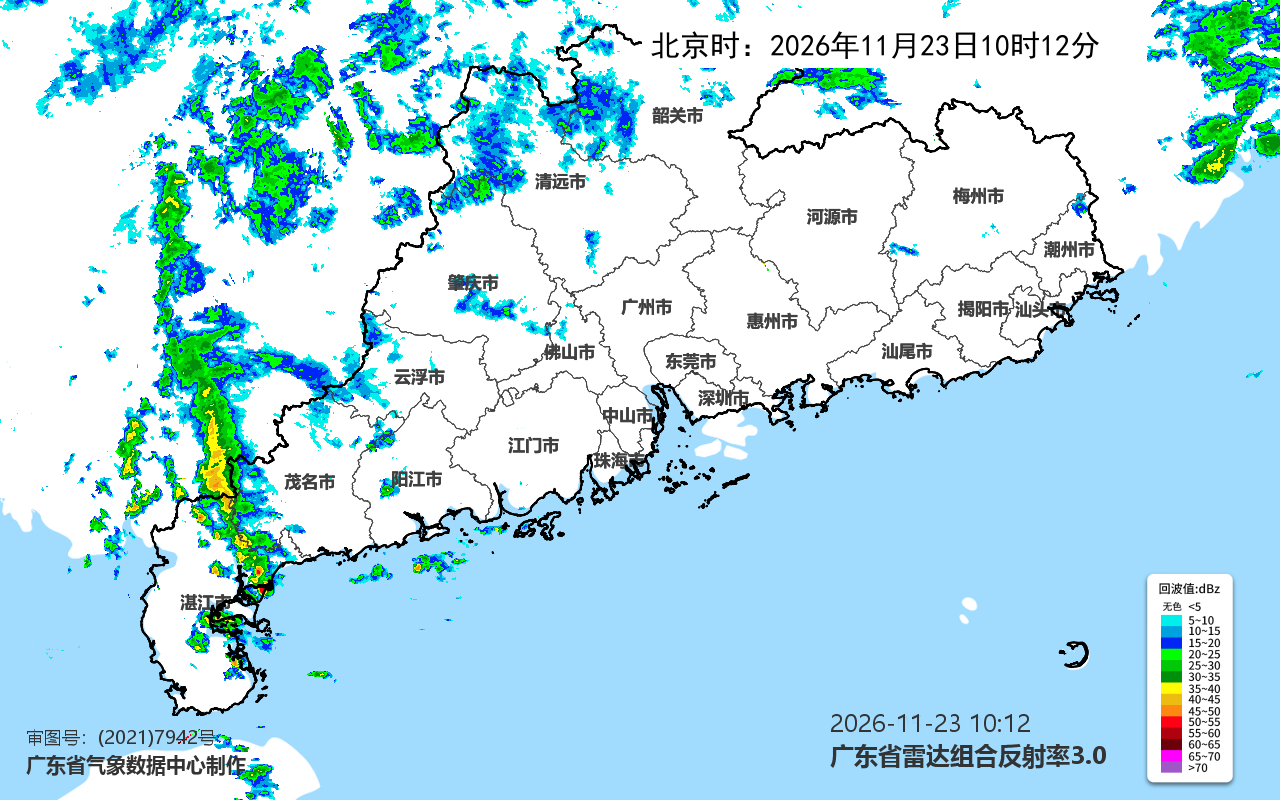 北京时：2026年11月23日10时12分
韶关市
清远市
梅州市
河源市
潮州市
肇庆市
广州市
揭阳市
汕头市
惠州市
佛山市
汕尾市
东莞市
云浮市
深圳市
中山市
江门市
珠海市
阳江市
茂名市
湛江市
回波值:dBz
无色 <5
5~10
10~15
15~20
20~25
25~30
30~35
35~40
40~45
45~50
50~55
55~60
60~65
65~70
>70
2026-11-23 10:12
广东省雷达组合反射率3.0
审图号：(2021)7942号
广东省气象数据中心制作